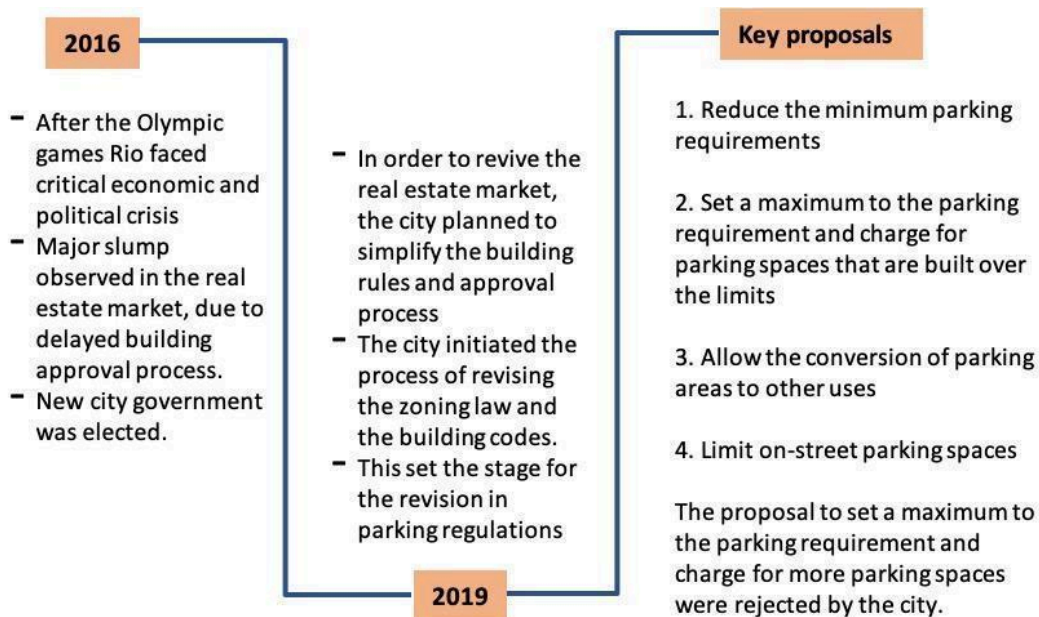 2016
- After the Olympic
games Rio faced
critical economic and
political crisis
- Major slump
observed in the real
estate market, due to
delayed building
approval process.
- New city government
was elected.
- In order to revive the
real estate market,
the city planned to
simplify the building
rules and approval
process
- The city initiated the
process of revising
the zoning law and
the building codes.
- This set the stage for
the revision in
parking regulations
2019
Key proposals
1. Reduce the minimum parking
requirements
2. Set a maximum to the parking
requirement and charge for
parking spaces that are built over
the limits
3. Allow the conversion of parking
areas to other uses
4. Limit on-street parking spaces
The proposal to set a maximum to
the parking requirement and
charge for more parking spaces
were rejected by the city.